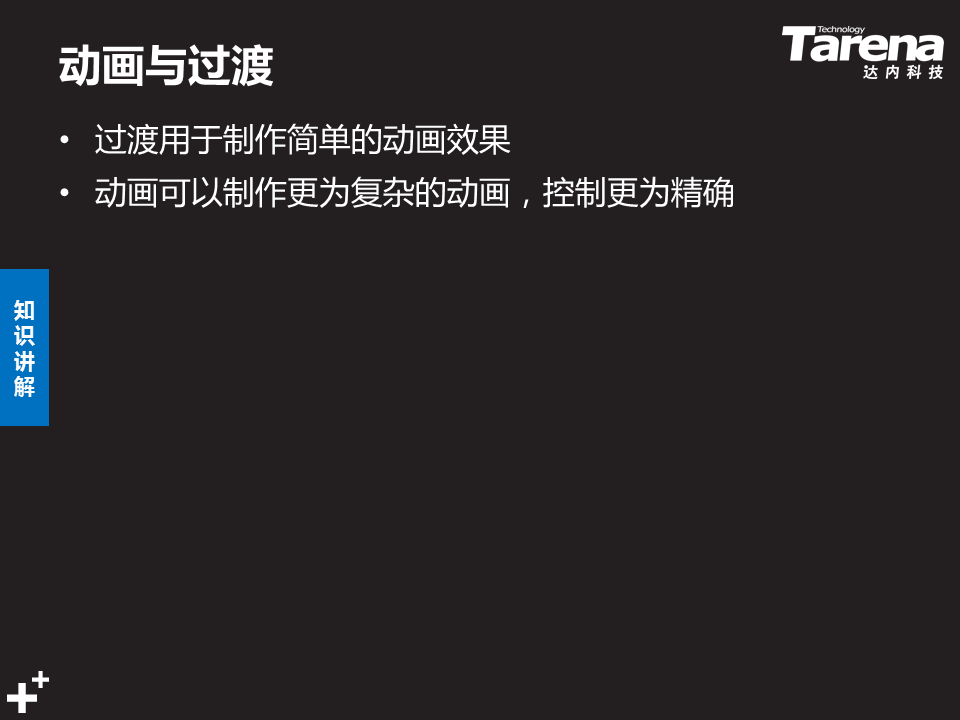 动画与过渡
Technology
Tarena
达内科技
• 过渡用于制作简单的动画效果
• 动画可以制作更为复杂的动画，控制更为精确
知
识
讲
解